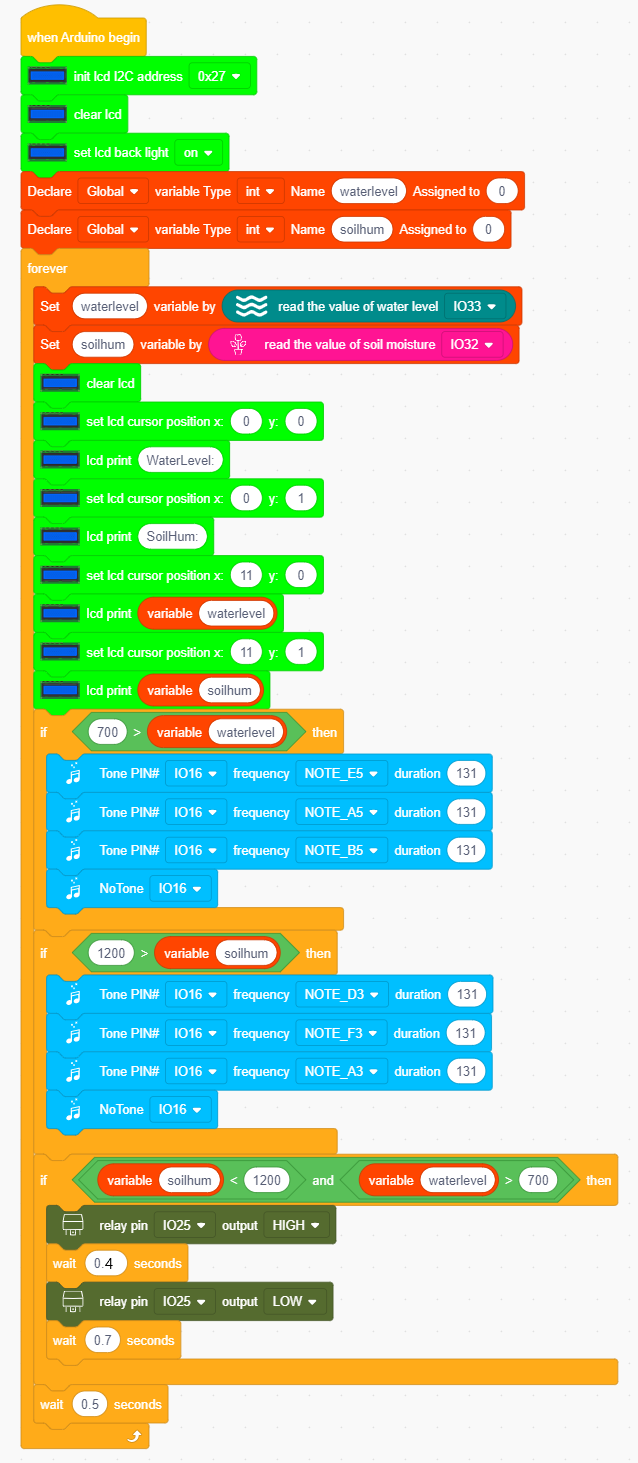 when Arduino begin
init lcd I2C address 0x27
clear lcd
set lcd back light on
Declare Global variable Type int Name waterlevel Assigned to 0
Declare Global variable Type int Name soilhum Assigned to 0
forever
Set waterlevel variable by read the value of water level IO33
Set soilhum variable by read the value of soil moisture IO32
clear lcd
set lcd cursor position x: 0 y: 0
lcd print WaterLevel:
set lcd cursor position x: 0 y: 1
lcd print SoilHum:
set lcd cursor position x: 11 y: 0
lcd print variable waterlevel
set lcd cursor position x: 11 y: 1
lcd print variable soilhum
if 700 > variable waterlevel then
Tone PIN# IO16 frequency NOTE_E5 duration 131
Tone PIN# IO16 frequency NOTE_A5 duration 131
Tone PIN# IO16 frequency NOTE_B5 duration 131
NoTone IO16
if 1200 > variable soilhum then
Tone PIN# IO16 frequency NOTE_D3 duration 131
Tone PIN# IO16 frequency NOTE_F3 duration 131
Tone PIN# IO16 frequency NOTE_A3 duration 131
NoTone IO16
if variable soilhum < 1200 and variable waterlevel > 700 then
relay pin IO25 output HIGH
wait 0.4 seconds
relay pin IO25 output LOW
wait 0.7 seconds
wait 0.5 seconds